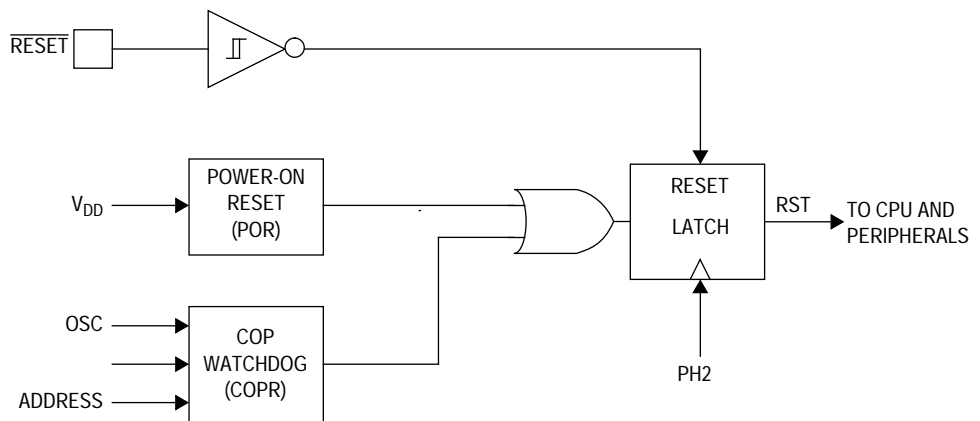 RESET
POWER-ON
RESET
(POR)
V_DD
RESET
LATCH
RST
TO CPU AND
PERIPHERALS
OSC
ADDRESS
COP
WATCHDOG
(COPR)
PH2